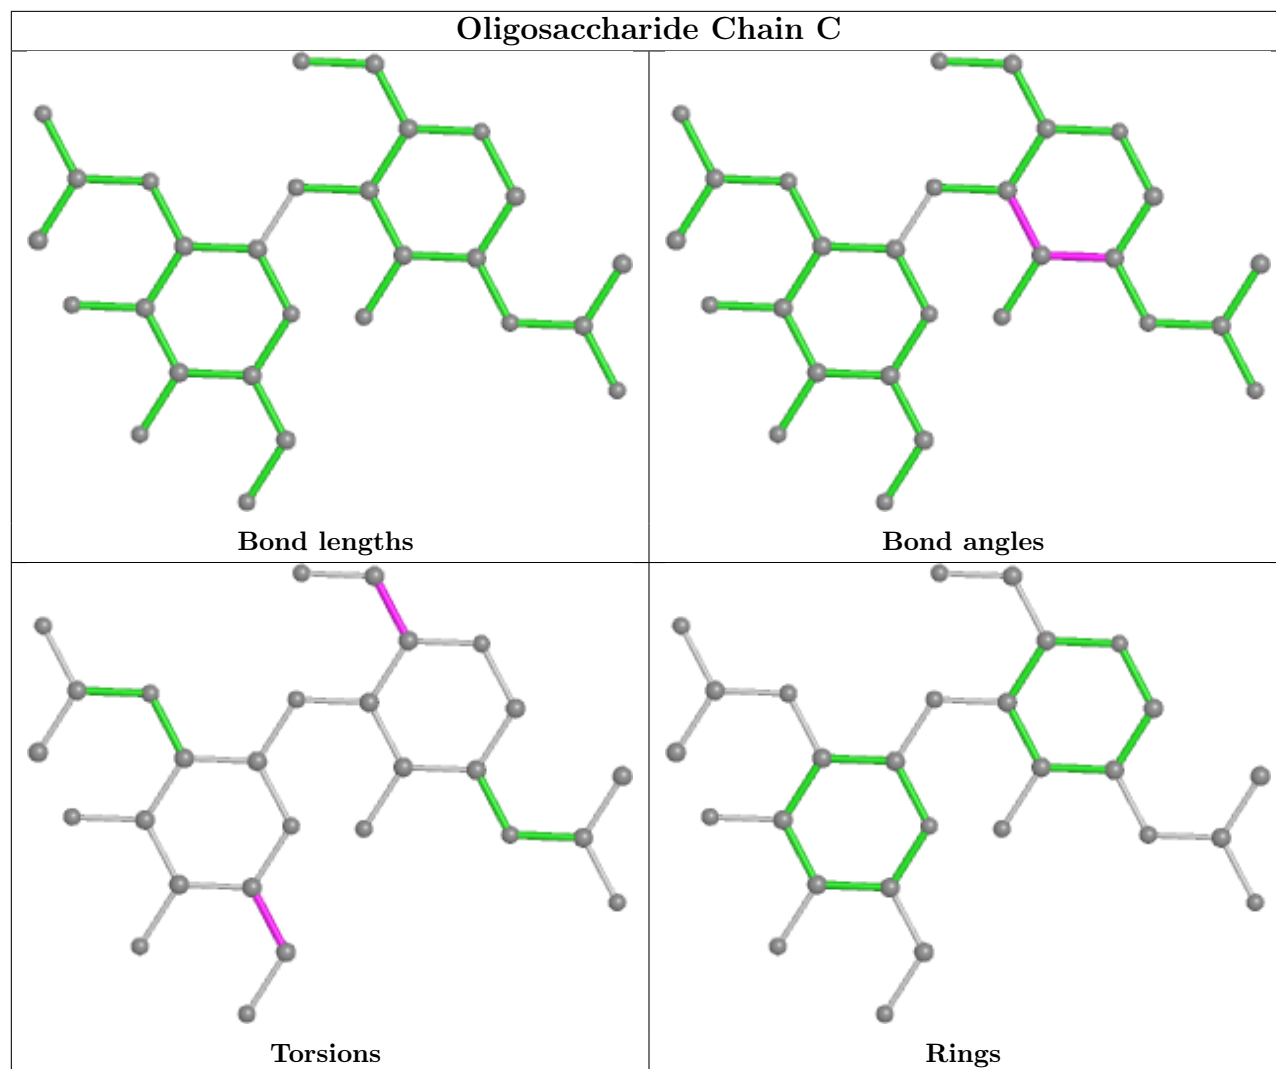 Oligosaccharide Chain C
Bond lengths
Bond angles
Torsions
Rings